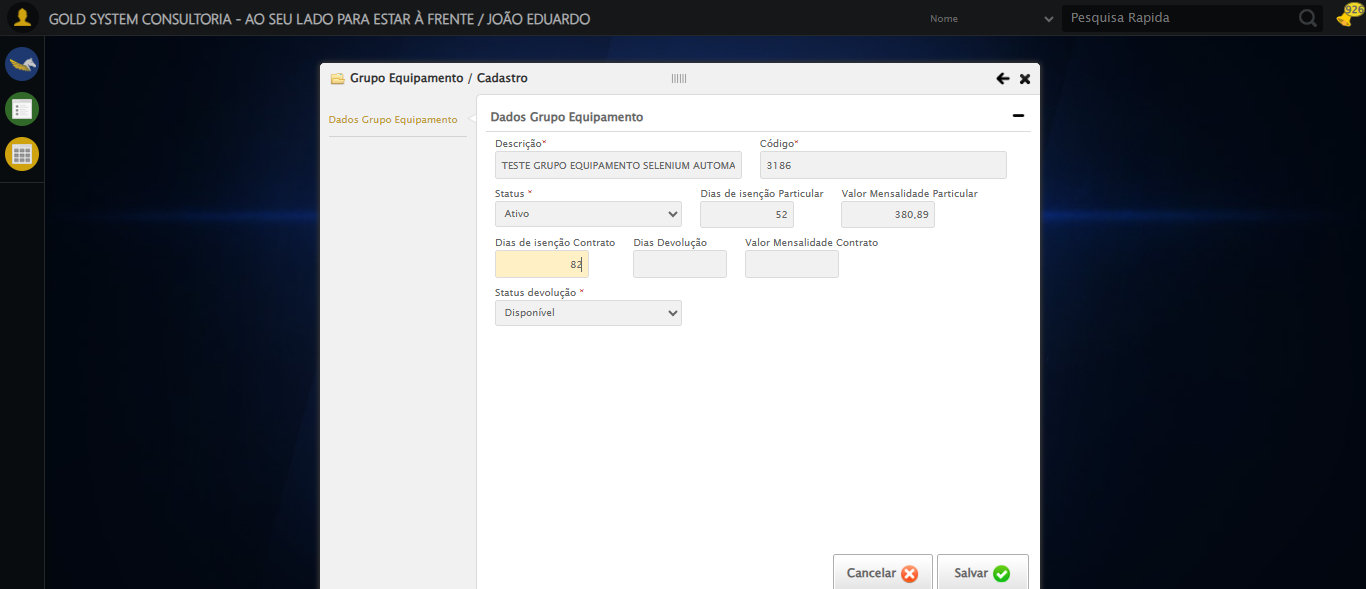 GOLD SYSTEM CONSULTORIA - AO SEU LADO PARA ESTAR À FRENTE / JOÃO EDUARDO
Nome
Pesquisa Rapida
926
Grupo Equipamento / Cadastro
Dados Grupo Equipamento
Dados Grupo Equipamento
Descrição*
Código*
TESTE GRUPO EQUIPAMENTO SELENIUM AUTOMA
3186
Status *
Dias de isenção Particular
Valor Mensalidade Particular
Ativo
52
380,89
Dias de isenção Contrato
Dias Devolução
Valor Mensalidade Contrato
82
Status devolução *
Disponível
Cancelar
Salvar